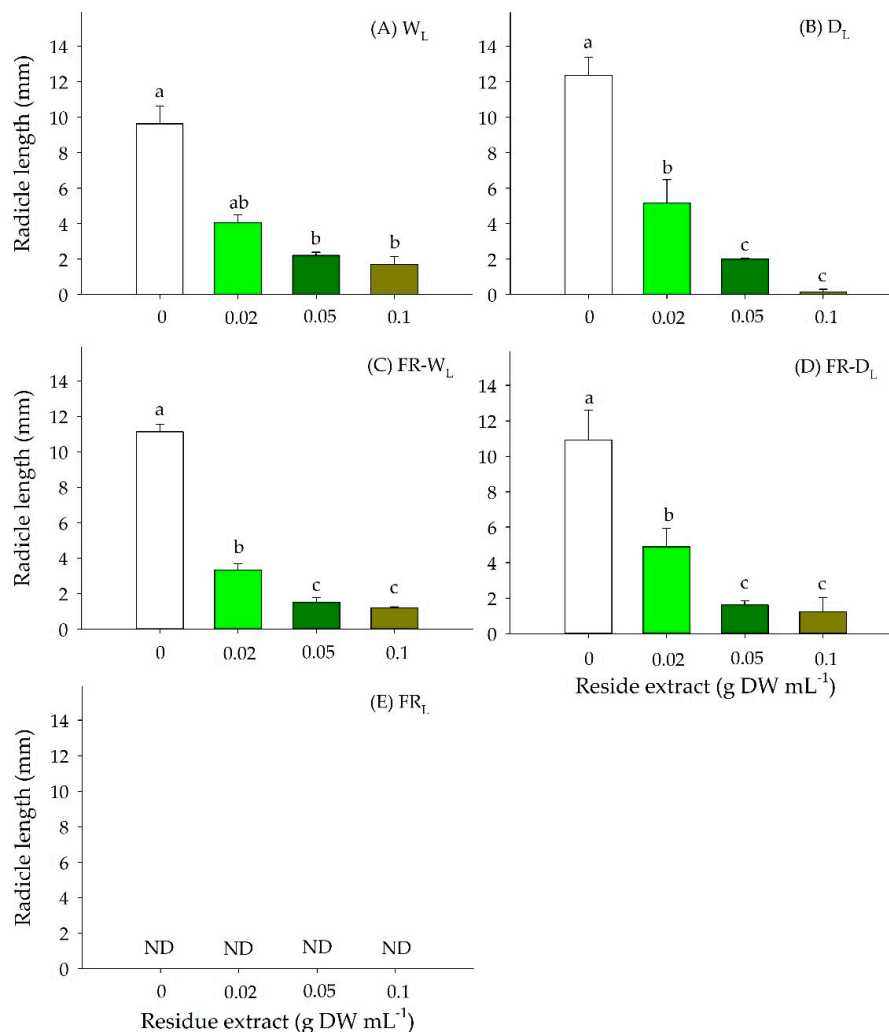 (A) W_L
Radicle length (mm)
14
12
10
8
6
4
2
0
a
ab
b
b
0 0.02 0.05 0.1
(B) D_L
14
12
10
8
6
4
2
0
a
b
c
c
0 0.02 0.05 0.1
(C) FR-W_L
Radicle length (mm)
14
12
10
8
6
4
2
0
a
b
c
c
0 0.02 0.05 0.1
(D) FR-D_L
14
12
10
8
6
4
2
0
a
b
c
c
0 0.02 0.05 0.1
Reside extract (g DW mL⁻¹)
(E) FR_L
Radicle length (mm)
14
12
10
8
6
4
2
0
ND ND ND ND
0 0.02 0.05 0.1
Residue extract (g DW mL⁻¹)